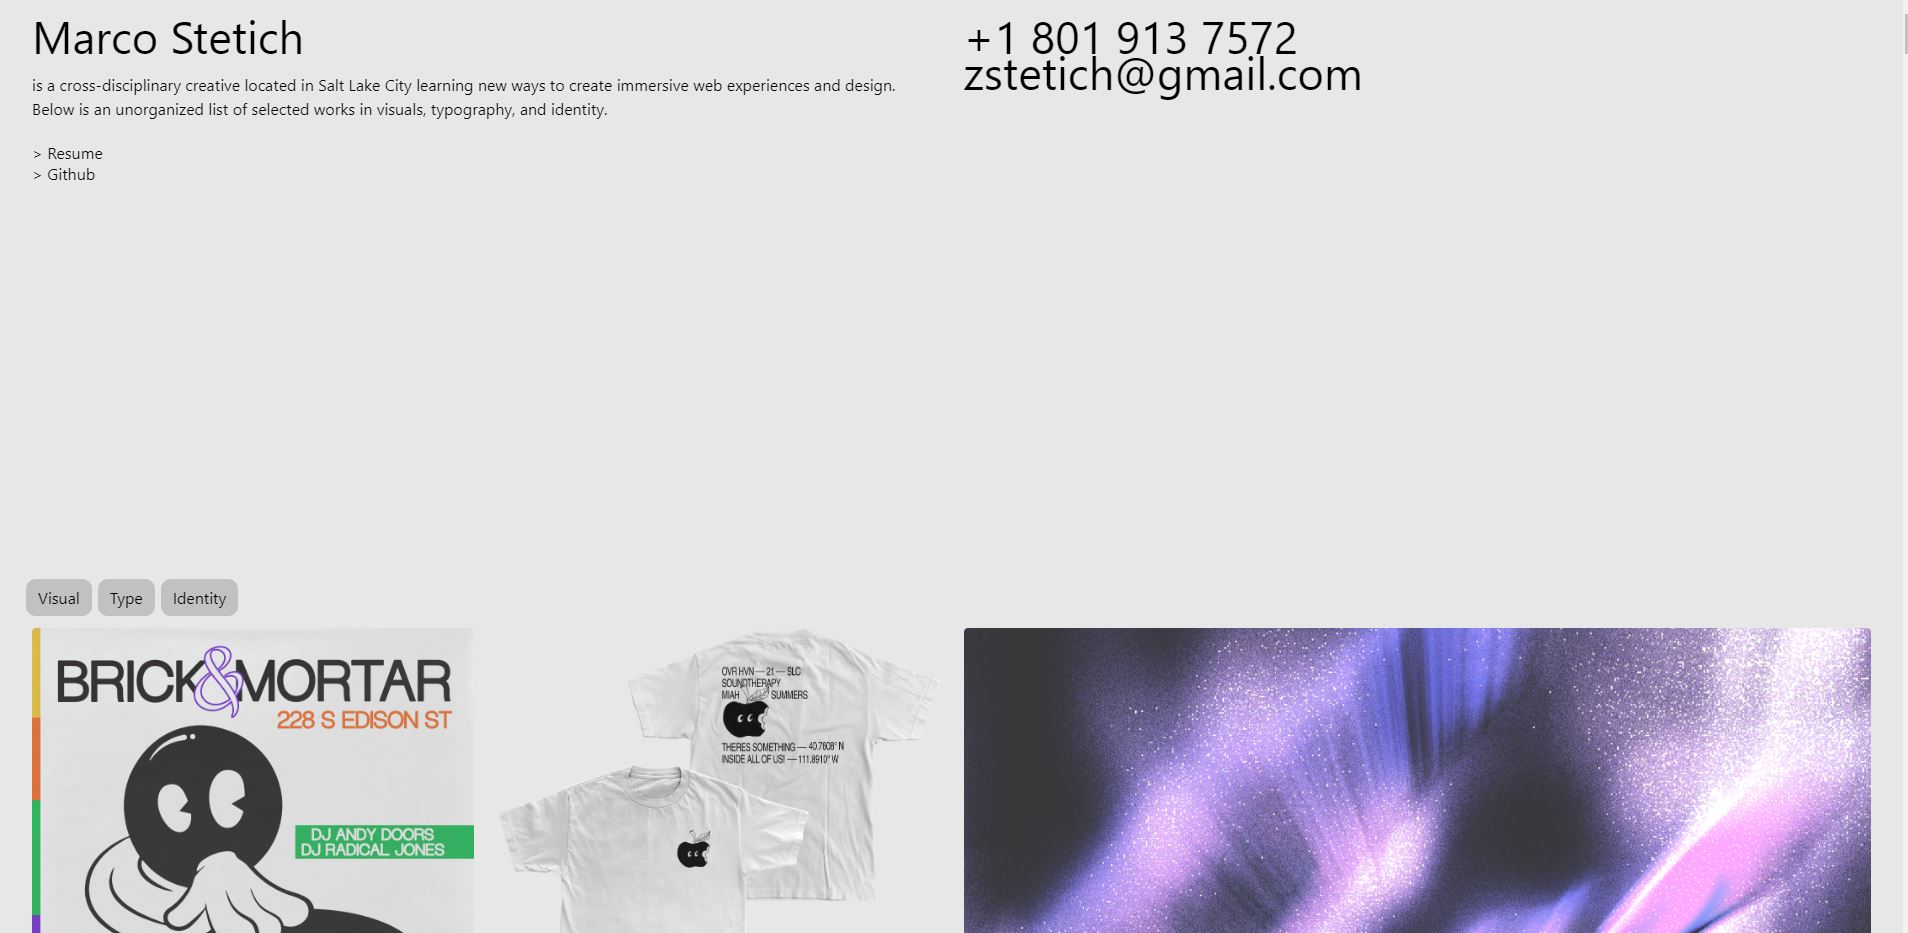 Marco Stetich
is a cross-disciplinary creative located in Salt Lake City learning new ways to create immersive web experiences and design.
Below is an unorganized list of selected works in visuals, typography, and identity.
> Resume
> Github
+1 801 913 7572
zstetich@gmail.com
Visual
Type
Identity
BRICK&MORTAR
228 S EDISON ST
DJ ANDY DOORS
DJ RADICAL JONES
OVR HVN — 21 — SLC
SOUNDTHERAPY
MIAH SUMMERS
THERES SOMETHING — 40.7608° N
INSIDE ALL OF US! — 111.8910° W